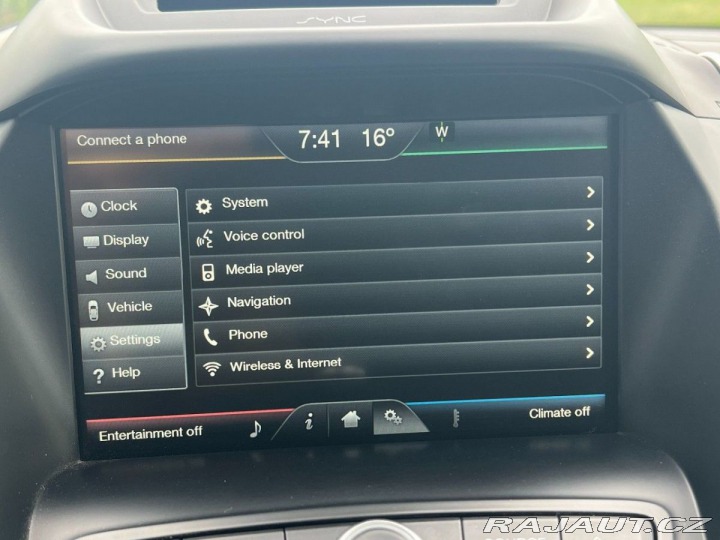 SYNC
Connect a phone
7:41 16°
W
Clock
Display
Sound
Vehicle
Settings
Help
System
Voice control
Media player
Navigation
Phone
Wireless & Internet
Entertainment off
i
Climate off
RAJAUT.CZ